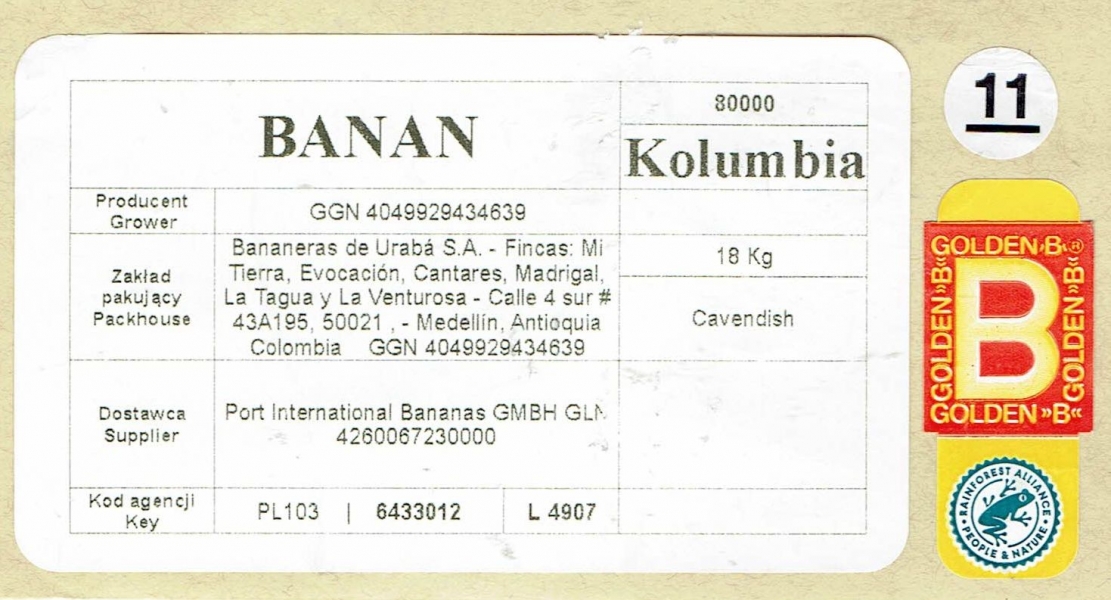 BANAN
80000
Kolumbia
Producent
Grower
GGN 4049929434639
Zakład
pakujący
Packhouse
Bananeras de Urabá S.A. - Fincas: Mi
Tierra, Evocación, Cantares, Madrigal,
La Tagua y La Venturosa - Calle 4 sur #
43A195, 50021 , - Medellín, Antioquia
Colombia GGN 4049929434639
18 Kg
Cavendish
Dostawca
Supplier
Port International Bananas GMBH GLN
4260067230000
Kod agencji
Key
PL103 | 6433012
L 4907
11
GOLDEN»B«®
GOLDEN»B«
B
GOLDEN»B«
GOLDEN »B«
RAINFOREST ALLIANCE
PEOPLE & NATURE